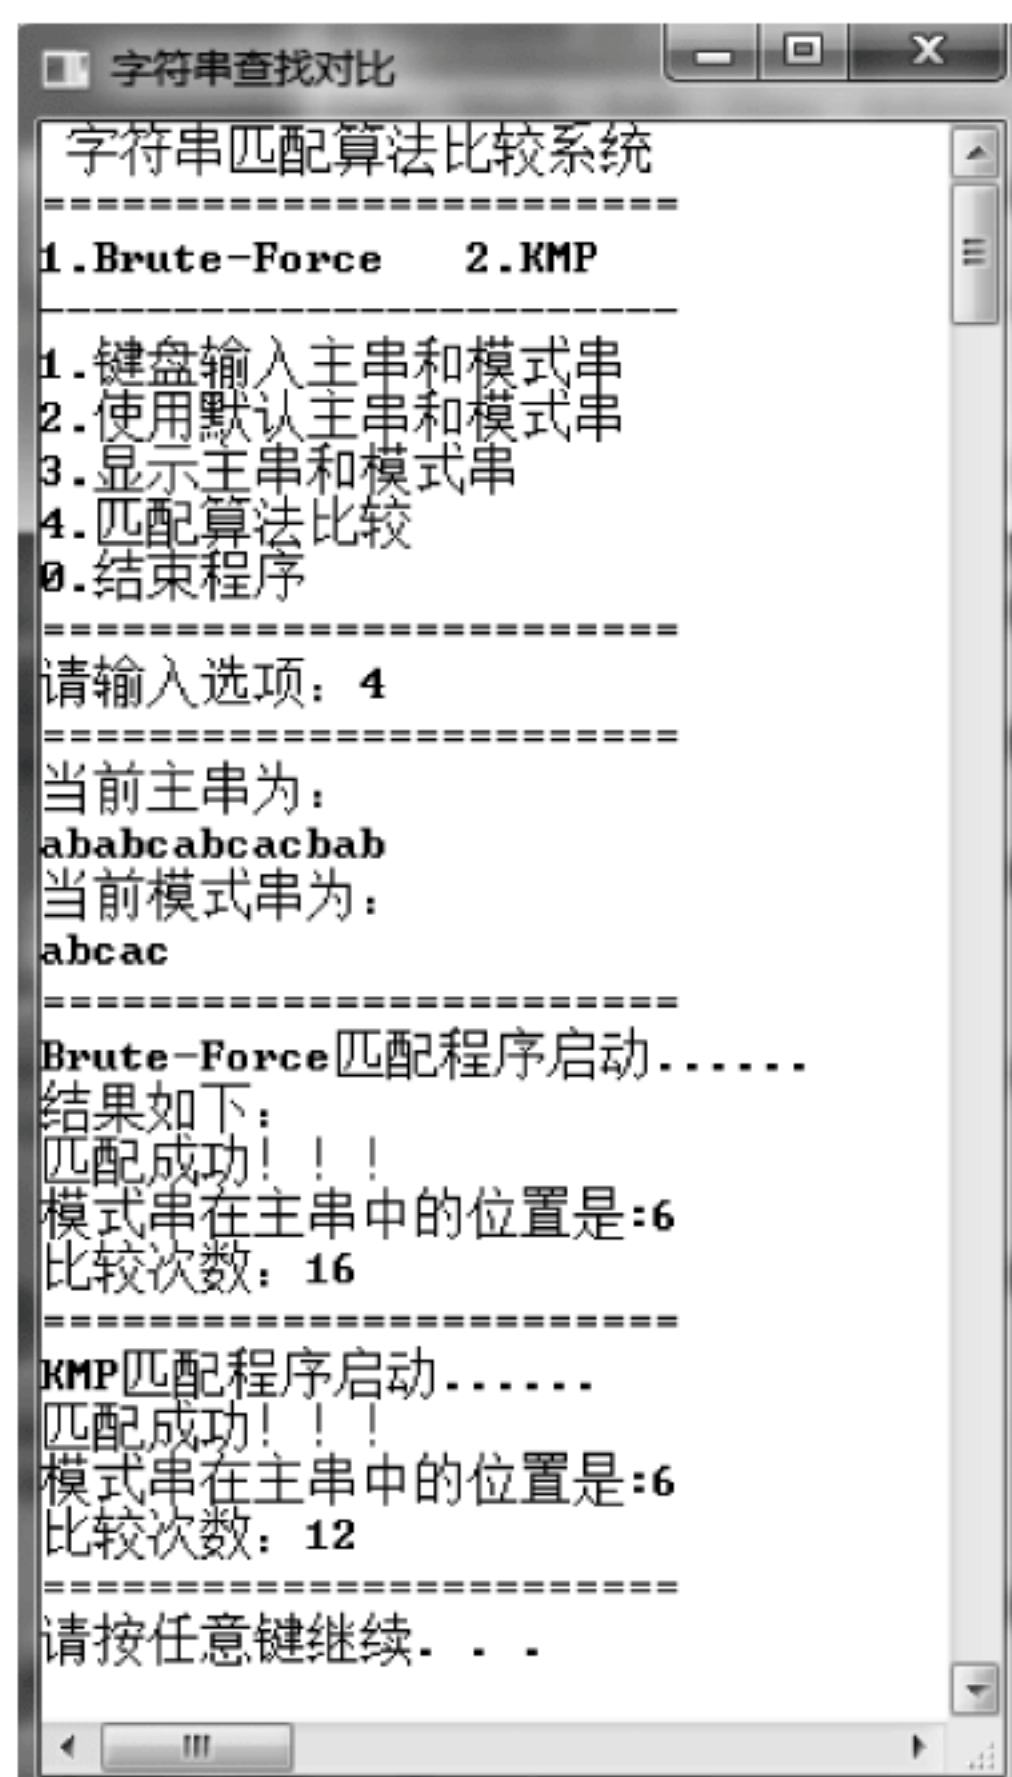 字符串查找对比
字符串匹配算法比较系统
========================
1.Brute-Force   2.KMP
------------------------
1.键盘输入主串和模式串
2.使用默认主串和模式串
3.显示主串和模式串
4.匹配算法比较
0.结束程序
========================
请输入选项：4
========================
当前主串为：
ababcabcacbab
当前模式串为：
abcac
========================
Brute-Force匹配程序启动......
结果如下：
匹配成功！！！
模式串在主串中的位置是:6
比较次数：16
========================
KMP匹配程序启动......
匹配成功！！！
模式串在主串中的位置是:6
比较次数：12
========================
请按任意键继续. . .